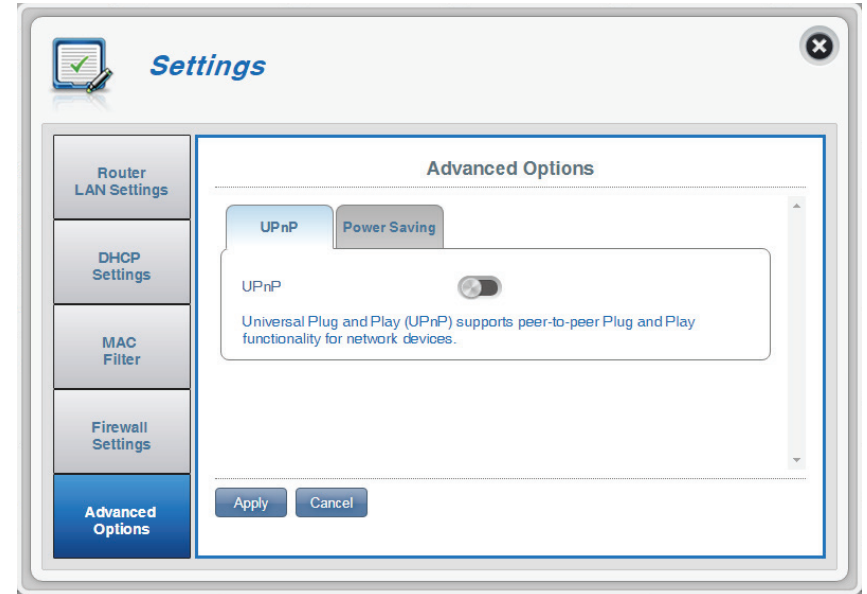 Settings
Router
LAN Settings
DHCP
Settings
MAC
Filter
Firewall
Settings
Advanced
Options
Advanced Options
UPnP
Power Saving
UPnP
Universal Plug and Play (UPnP) supports peer-to-peer Plug and Play
functionality for network devices.
Apply
Cancel